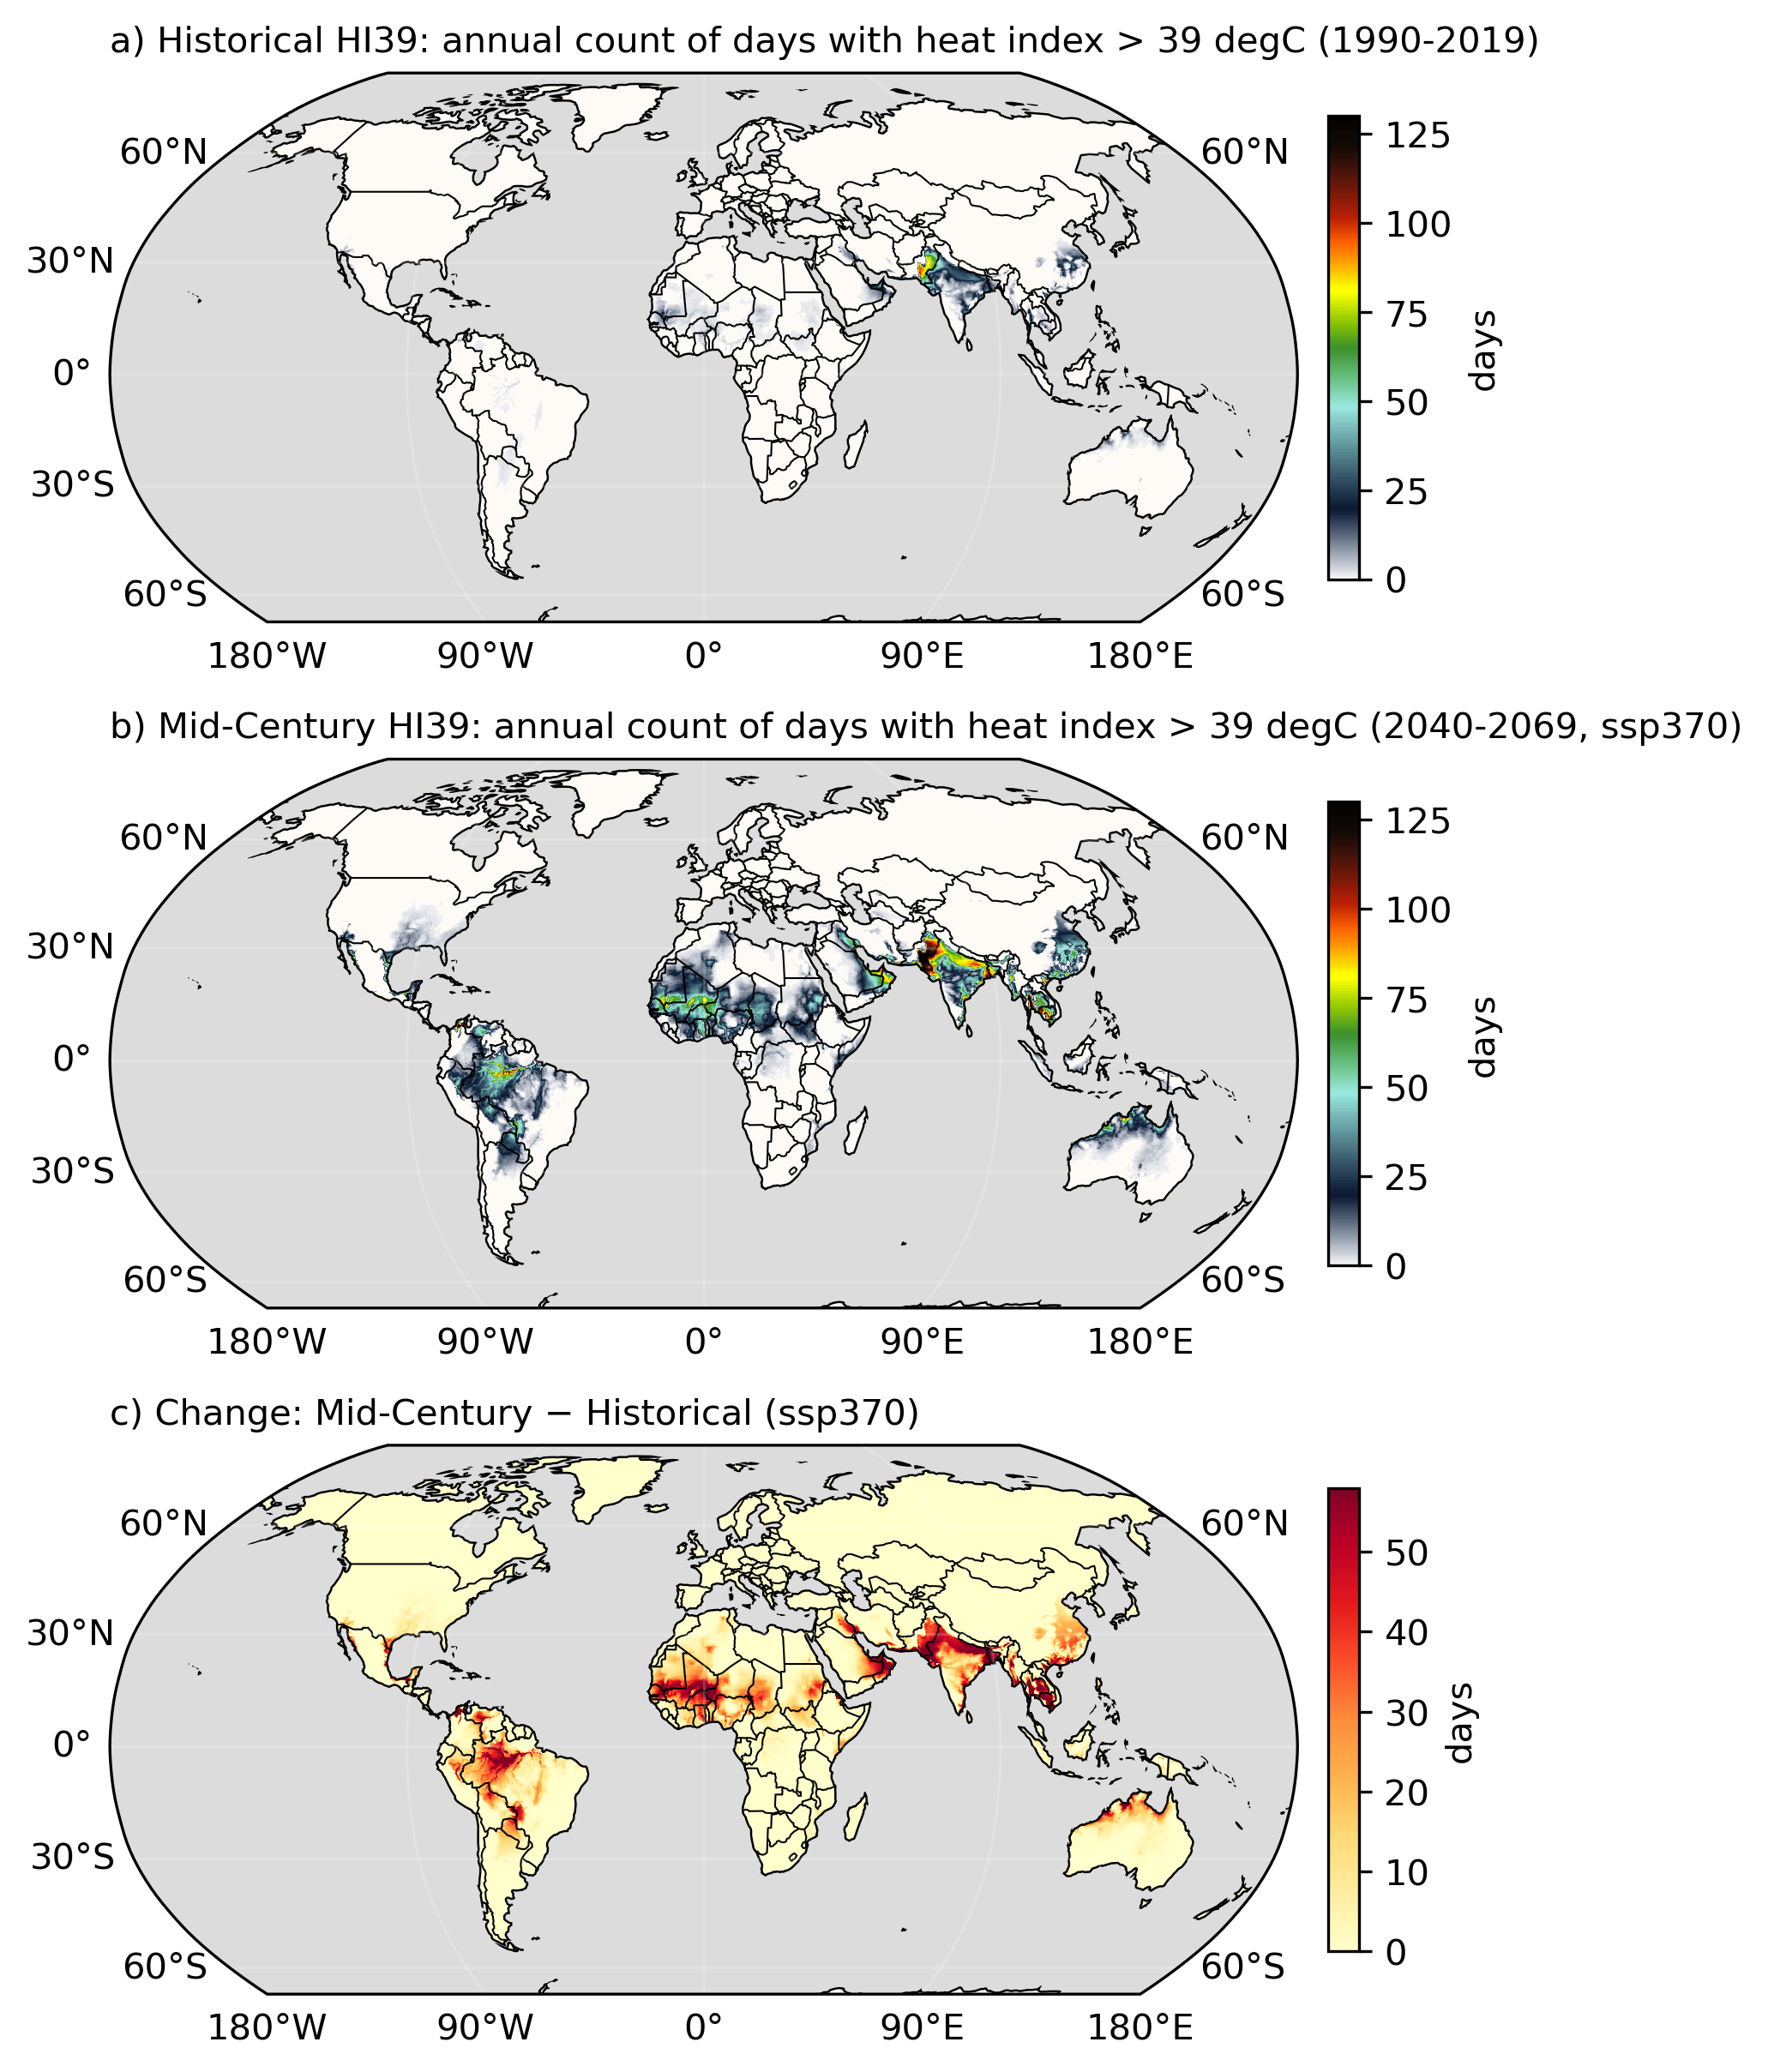 a) Historical HI39: annual count of days with heat index > 39 degC (1990-2019)
60°N 60°N
30°N
0°
30°S
60°S 60°S
180°W 90°W 0° 90°E 180°E
125
100
75
50
25
0
days
b) Mid-Century HI39: annual count of days with heat index > 39 degC (2040-2069, ssp370)
60°N 60°N
30°N
0°
30°S
60°S 60°S
180°W 90°W 0° 90°E 180°E
125
100
75
50
25
0
days
c) Change: Mid-Century − Historical (ssp370)
60°N 60°N
30°N
0°
30°S
60°S 60°S
180°W 90°W 0° 90°E 180°E
50
40
30
20
10
0
days